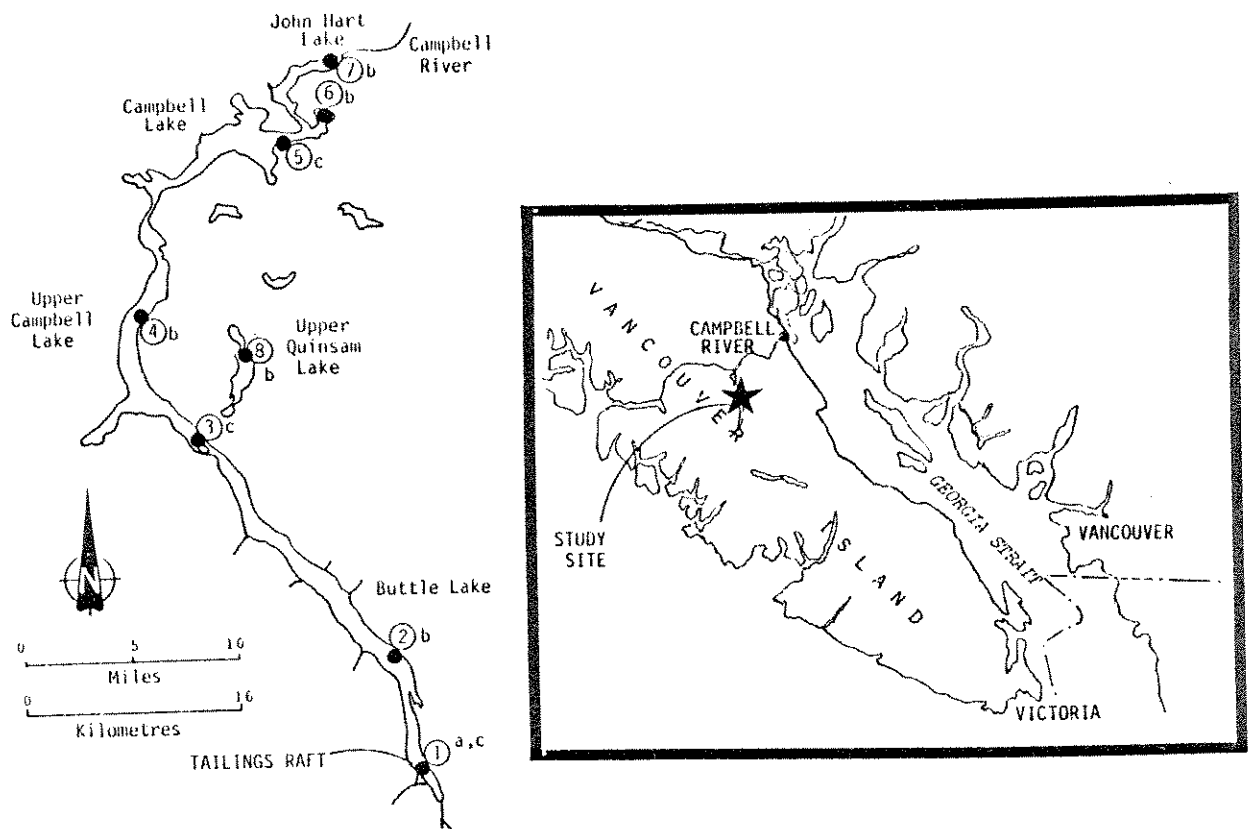 John Hart
Lake
Campbell
River
7 b
6 b
Campbell
Lake
5 c
Upper
Campbell
Lake
4 b
8
b
Upper
Quinsam
Lake
3 c
N
Buttle Lake
2 b
0 5 10
Miles
0 16
Kilometres
TAILINGS RAFT
1 a,c
VANCOUVER
ISLAND
CAMPBELL
RIVER
STUDY
SITE
GEORGIA STRAIT
VANCOUVER
VICTORIA